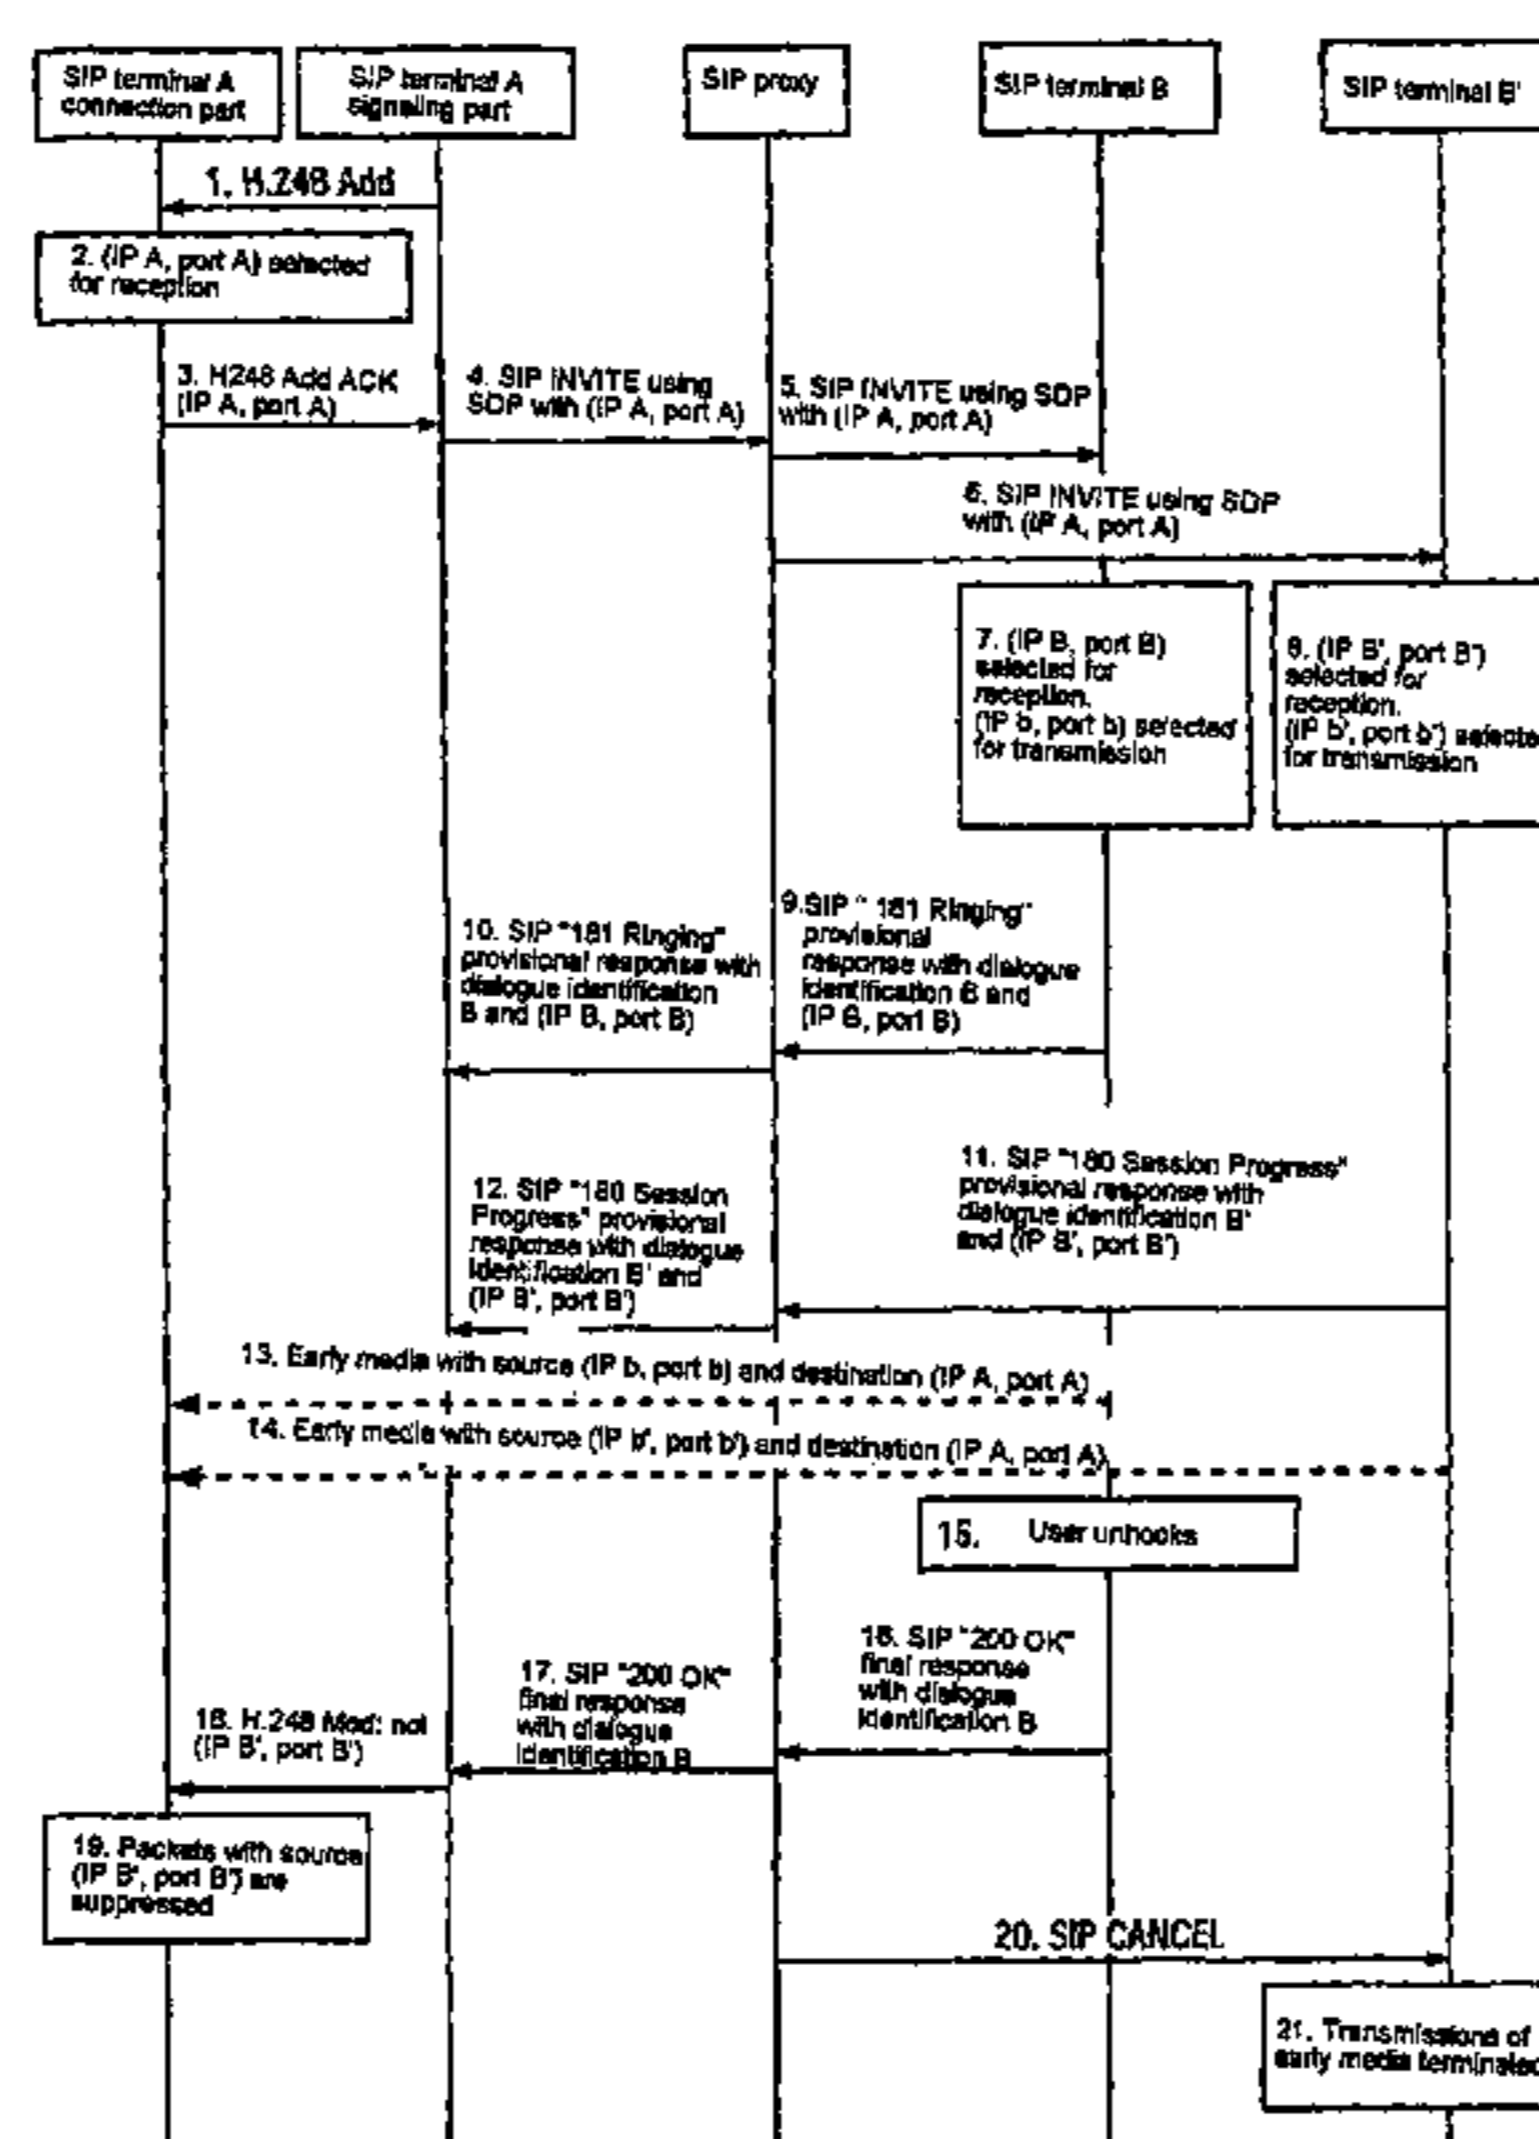 SIP terminal A
connection part
SIP terminal A
signaling part
SIP proxy
SIP terminal B
SIP terminal B'
1. H.248 Add
2. (IP A, port A) selected
for reception
3. H248 Add ACK
(IP A, port A)
4. SIP INVITE using
SDP with (IP A, port A)
5. SIP INVITE using SDP
with (IP A, port A)
6. SIP INVITE using SDP
with (IP A, port A)
7. (IP B, port B)
selected for
reception.
(IP b, port b) selected
for transmission
8. (IP B', port B')
selected for
reception.
(IP b', port b') selecte
for transmission
9.SIP " 181 Ringing"
provisional
response with dialogue
identification B and
(IP B, port B)
10. SIP "181 Ringing"
provisional response with
dialogue identification
B and (IP B, port B)
11. SIP "180 Session Progress"
provisional response with
dialogue identification B'
and (IP B', port B')
12. SIP "180 Session
Progress" provisional
response with dialogue
identification B' and
(IP B', port B')
13. Early media with source (IP b, port b) and destination (IP A, port A)
14. Early media with source (IP b', port b') and destination (IP A, port A)
15. User unhooks
16. SIP "200 OK"
final response
with dialogue
identification B
17. SIP "200 OK"
final response
with dialogue
identification B
18. H.248 Mod: not
(IP B', port B')
19. Packets with source
(IP B', port B') are
suppressed
20. SIP CANCEL
21. Transmissions of
early media terminated